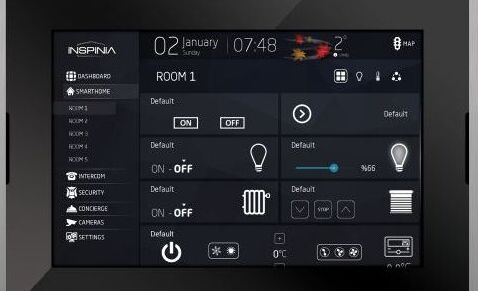 INSPINIA
02 January
Sunday
07:48
2°
MAP
DASHBOARD
SMARTHOME
ROOM 1
ROOM 2
ROOM 3
ROOM 4
ROOM 5
INTERCOM
SECURITY
CONCIERGE
CAMERAS
SETTINGS
ROOM 1
Default
ON OFF
Default
Default
ON - OFF
Default
%66
Default
ON - OFF
Default
STOP
Default
+
0°C